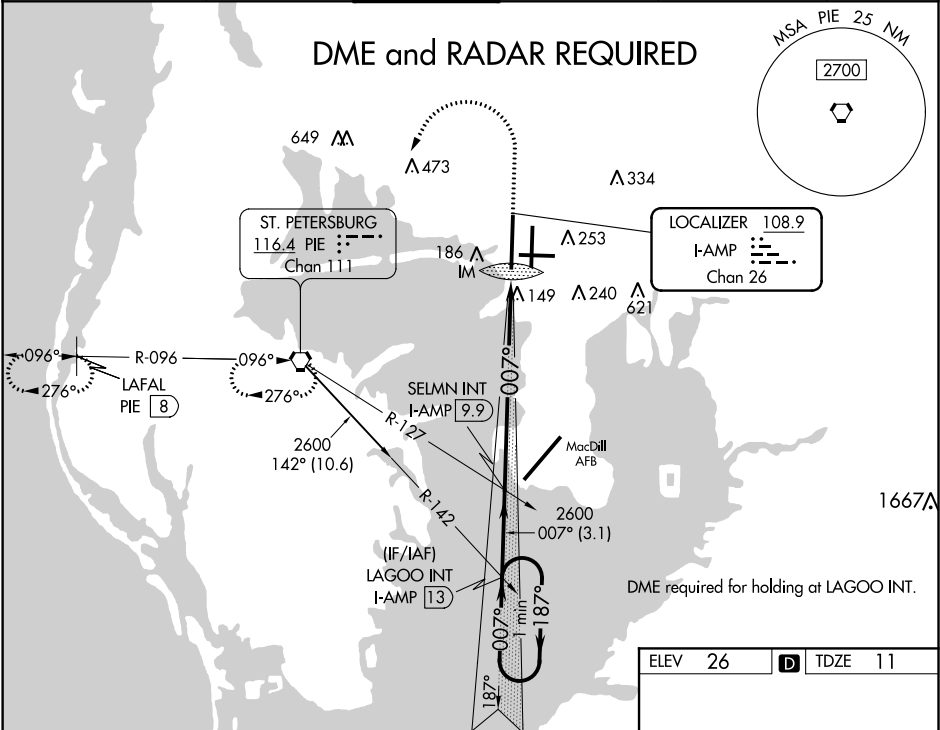 DME and RADAR REQUIRED
MSA PIE 25 NM
2700
649
473
334
ST. PETERSBURG
116.4 PIE
Chan 111
LOCALIZER 108.9
I-AMP
Chan 26
186
IM
253
149
240
621
007°
096°
R-096
096°
276°
276°
LAFAL
PIE 8
SELMN INT
I-AMP 9.9
R-127
MacDill
AFB
2600
142° (10.6)
R-142
2600
007° (3.1)
1667
(IF/IAF)
LAGOO INT
I-AMP 13
007°
1 min
187°
187°
DME required for holding at LAGOO INT.
ELEV 26 D TDZE 11